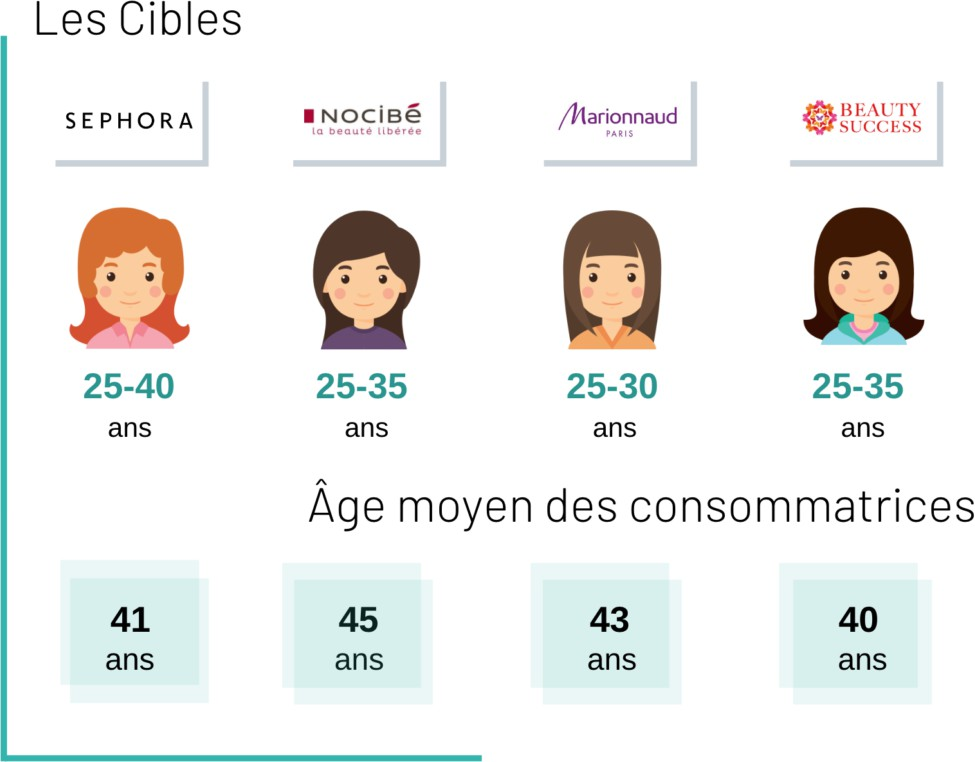 Les Cibles
SEPHORA
NOCIBÉ
la beauté libérée
Marionnaud
PARIS
BEAUTY
SUCCESS
25-40
ans
25-35
ans
25-30
ans
25-35
ans
Âge moyen des consommatrices
41
ans
45
ans
43
ans
40
ans